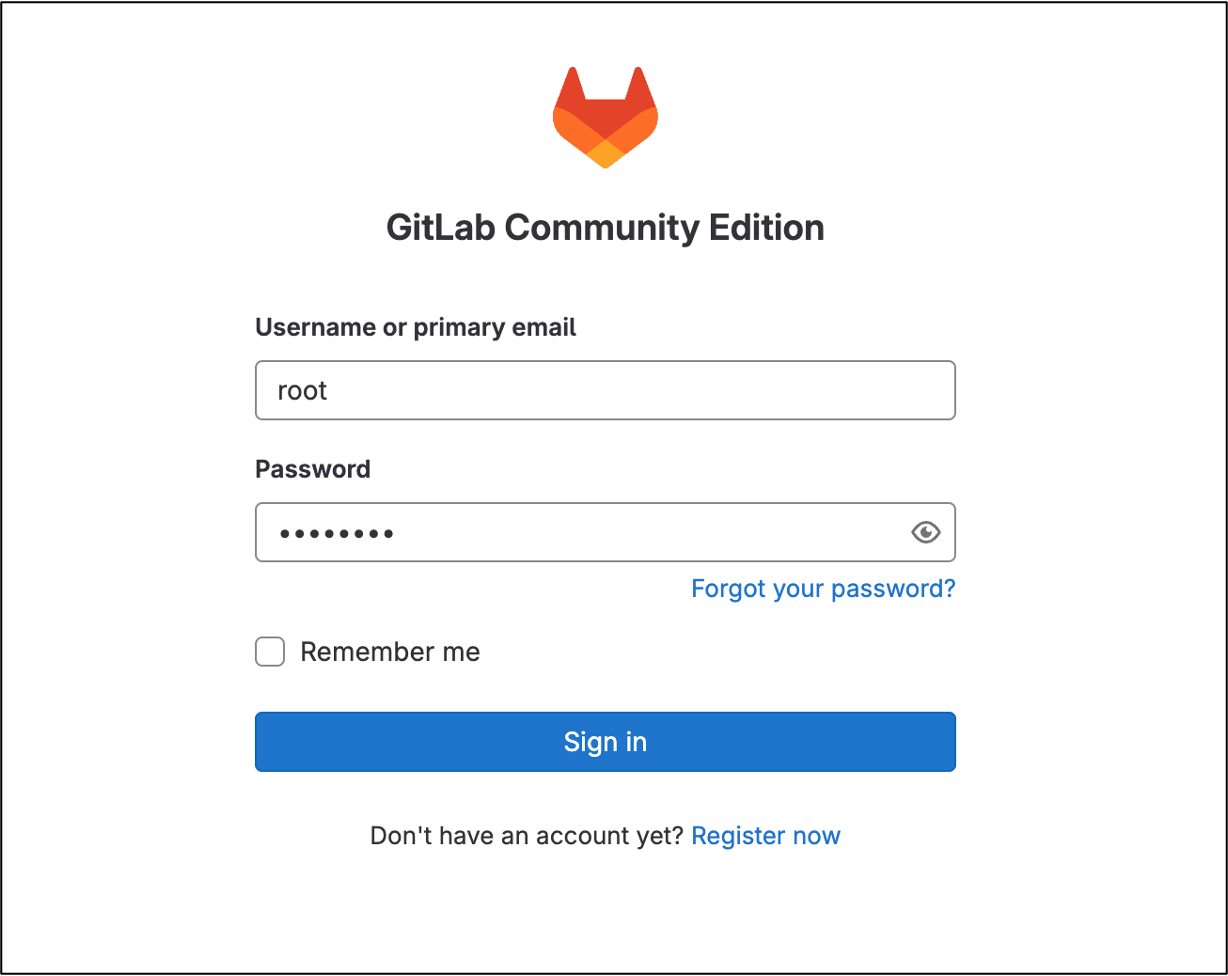 GitLab Community Edition
Username or primary email
root
Password
••••••••
Forgot your password?
Remember me
Sign in
Don't have an account yet? Register now